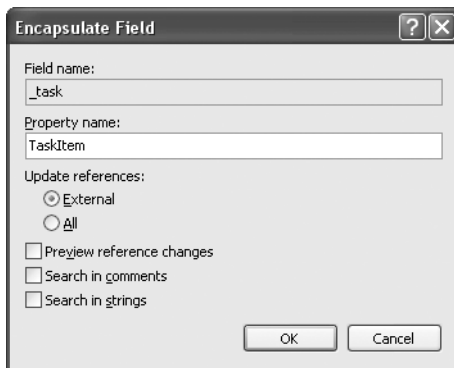 Encapsulate Field
Field name:
_task
Property name:
TaskItem
Update references:
External
All
Preview reference changes
Search in comments
Search in strings
OK Cancel